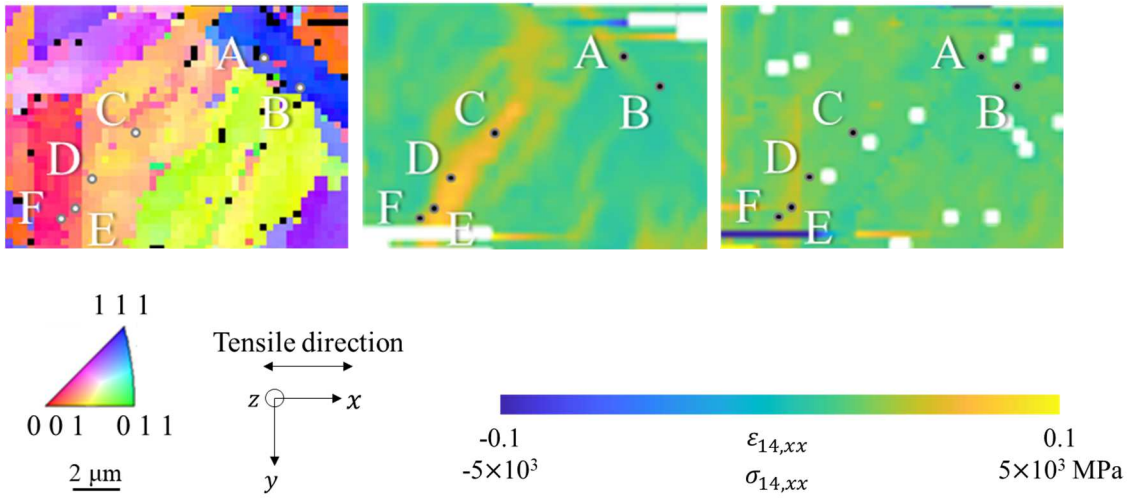 A
B
C
D
E
F
A
B
C
D
E
F
A
B
C
D
E
F
1 1 1
0 0 1
0 1 1
2 μm
Tensile direction
z
x
y
-0.1
ε14,xx
0.1
-5×10³
σ14,xx
5×10³ MPa